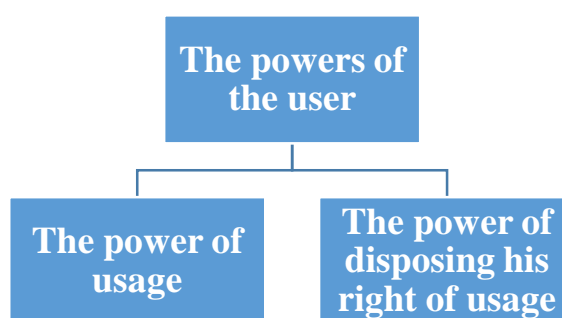 The powers of
the user
The power of
usage
The power of
disposing his
right of usage